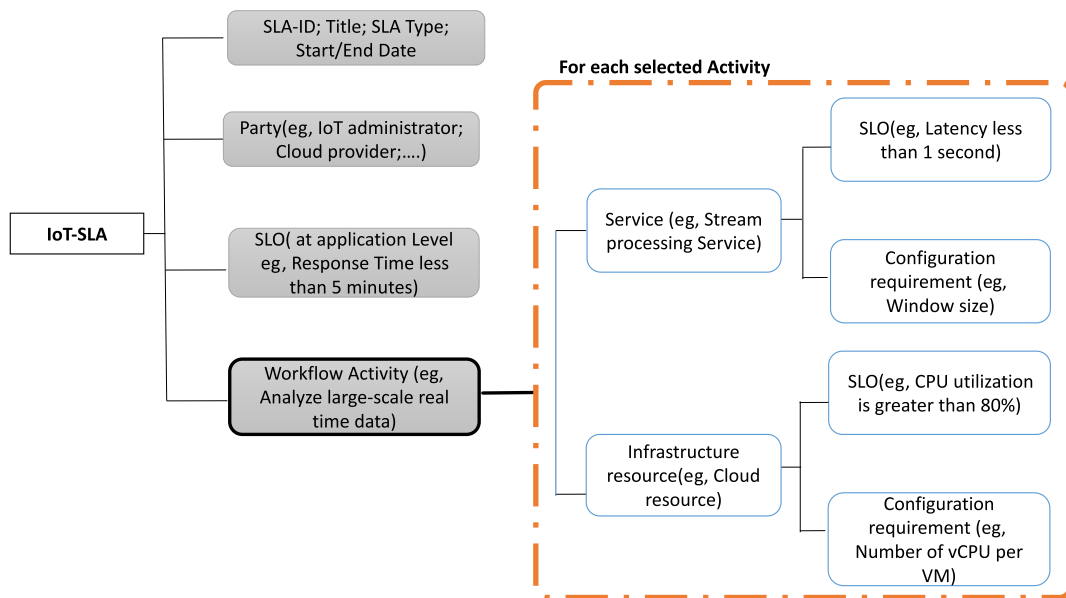 SLA-ID; Title; SLA Type;
Start/End Date
Party(eg, IoT administrator;
Cloud provider;....)
IoT-SLA
SLO( at application Level
eg, Response Time less
than 5 minutes)
Workflow Activity (eg,
Analyze large-scale real
time data)
For each selected Activity
Service (eg, Stream
processing Service)
SLO(eg, Latency less
than 1 second)
Configuration
requirement (eg,
Window size)
Infrastructure
resource(eg, Cloud
resource)
SLO(eg, CPU utilization
is greater than 80%)
Configuration
requirement (eg,
Number of vCPU per
VM)